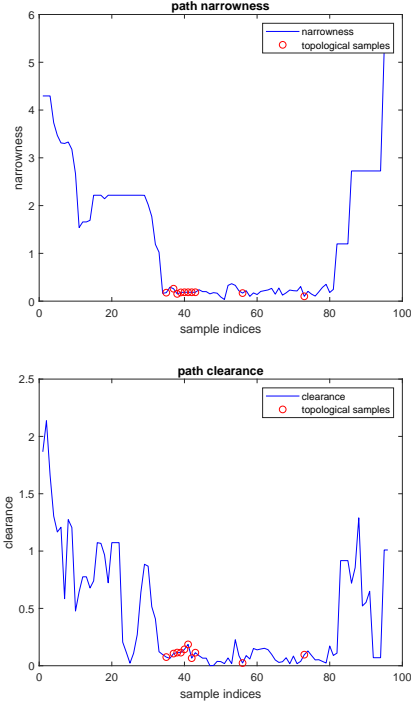 path narrowness
6
5
4
3
2
1
0
narrowness
narrowness
topological samples
0 20 40 60 80 100
sample indices
path clearance
2.5
2
1.5
1
0.5
0
clearance
clearance
topological samples
0 20 40 60 80 100
sample indices